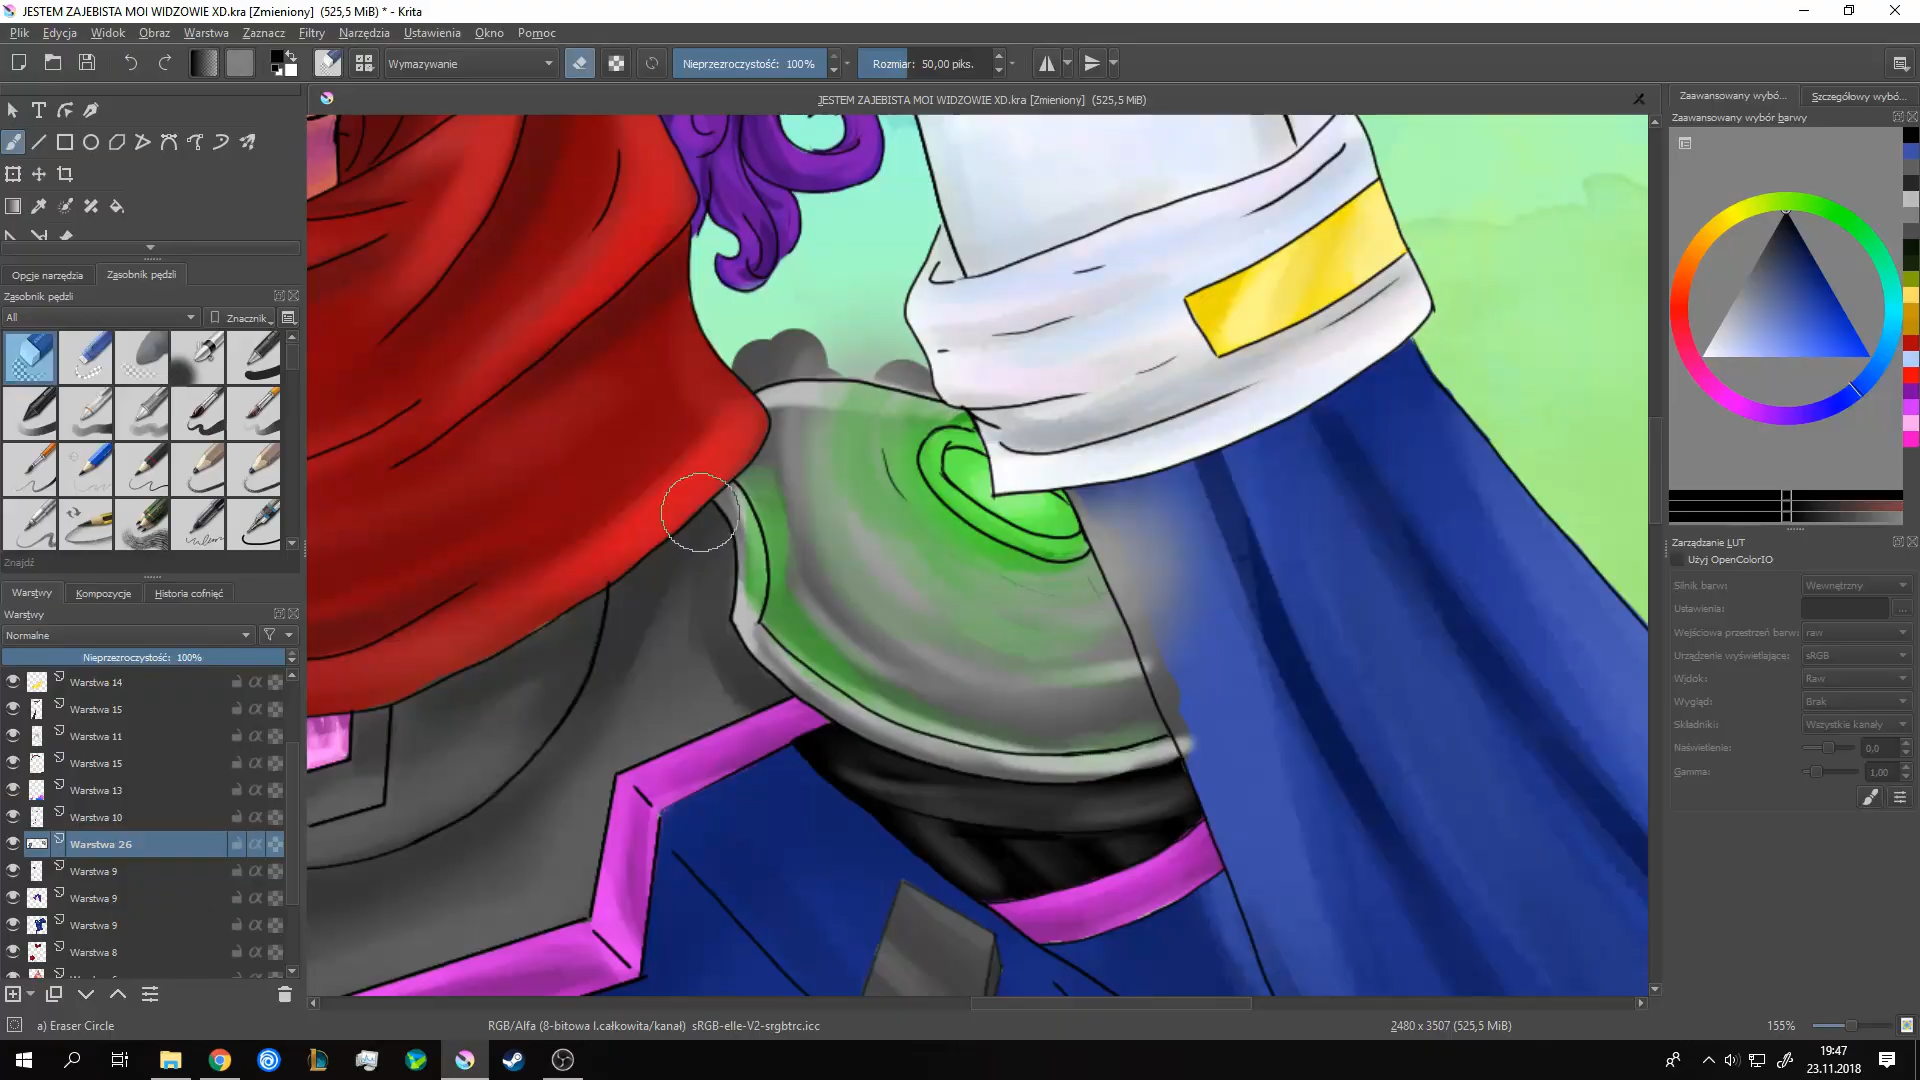 JESTEM ZAJEBISTA MOI WIDZOWIE XD.kra [Zmieniony]  (525,5 MiB) * - Krita
Plik Edycja Widok Obraz Warstwa Zaznacz Filtry Narzędzia Ustawienia Okno Pomoc
Wymazywanie Nieprzezroczystość: 100% Rozmiar: 50,00 piks.
JESTEM ZAJEBISTA MOI WIDZOWIE XD.kra [Zmieniony]  (525,5 MiB)
Zaawansowany wybó... Szczegółowy wybó...
Zaawansowany wybór barwy
Opcje narzędzia Zasobnik pędzli
Zasobnik pędzli
All Znacznik
Znajdź
Warstwy Kompozycje Historia cofnięć
Warstwy
Normalne
Nieprzezroczystość: 100%
Warstwa 14
Warstwa 15
Warstwa 11
Warstwa 15
Warstwa 13
Warstwa 10
Warstwa 26
Warstwa 9
Warstwa 9
Warstwa 9
Warstwa 8
Zarządzanie LUT
Użyj OpenColorIO
Silnik barw: Wewnętrzny
Ustawienia: ...
Wejściowa przestrzeń barw: raw
Urządzenie wyświetlające: sRGB
Widok: Raw
Wygląd: Brak
Składniki: Wszystkie kanały
Naświetlenie: 0,0
Gamma: 1,00
a) Eraser Circle
RGB/Alfa (8-bitowa l.całkowita/kanał)  sRGB-elle-V2-srgbtrc.icc
2480 x 3507 (525,5 MiB)
155%
19:47
23.11.2018